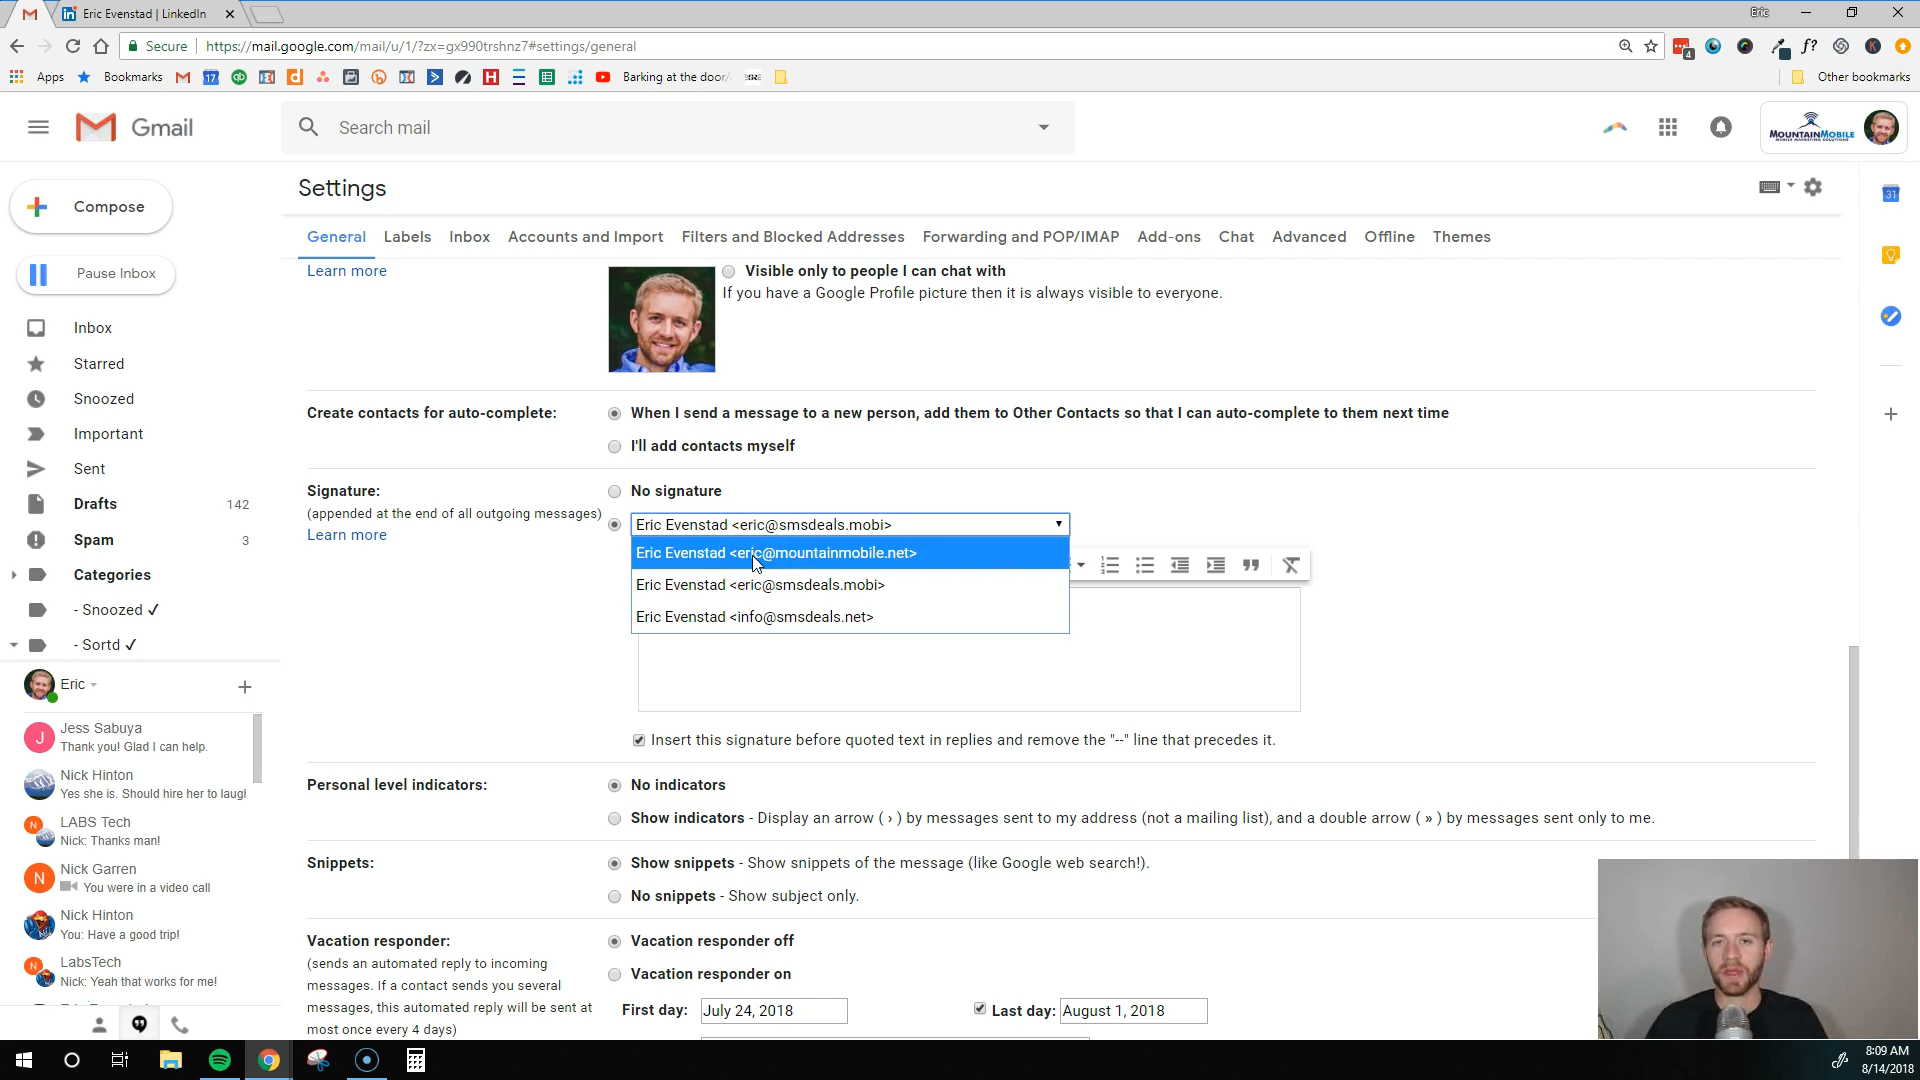 Eric Evenstad | LinkedIn
Eric
Secure
https://mail.google.com/mail/u/1/?zx=gx990trshnz7#settings/general
4
f?
K
Apps
Bookmarks
17
Barking at the door/
Other bookmarks
Gmail
Search mail
MOUNTAINMOBILE
MOBILE MARKETING SOLUTIONS
Compose
Pause Inbox
Inbox
Starred
Snoozed
Important
Sent
Drafts 142
Spam 3
Categories
- Snoozed ✓
- Sortd ✓
Eric
Jess Sabuya
Thank you! Glad I can help.
Nick Hinton
Yes she is. Should hire her to laugh
LABS Tech
Nick: Thanks man!
Nick Garren
You were in a video call
Nick Hinton
You: Have a good trip!
LabsTech
Nick: Yeah that works for me!
Settings
General Labels Inbox Accounts and Import Filters and Blocked Addresses Forwarding and POP/IMAP Add-ons Chat Advanced Offline Themes
Learn more
Visible only to people I can chat with
If you have a Google Profile picture then it is always visible to everyone.
Create contacts for auto-complete:
When I send a message to a new person, add them to Other Contacts so that I can auto-complete to them next time
I'll add contacts myself
Signature:
(appended at the end of all outgoing messages)
Learn more
No signature
Eric Evenstad <eric@smsdeals.mobi>
Eric Evenstad <eric@mountainmobile.net>
Eric Evenstad <eric@smsdeals.mobi>
Eric Evenstad <info@smsdeals.net>
Insert this signature before quoted text in replies and remove the "--" line that precedes it.
Personal level indicators:
No indicators
Show indicators - Display an arrow ( › ) by messages sent to my address (not a mailing list), and a double arrow ( » ) by messages sent only to me.
Snippets:
Show snippets - Show snippets of the message (like Google web search!).
No snippets - Show subject only.
Vacation responder:
(sends an automated reply to incoming
messages. If a contact sends you several
messages, this automated reply will be sent at
most once every 4 days)
Vacation responder off
Vacation responder on
First day: July 24, 2018
Last day: August 1, 2018
31
8:09 AM
8/14/2018